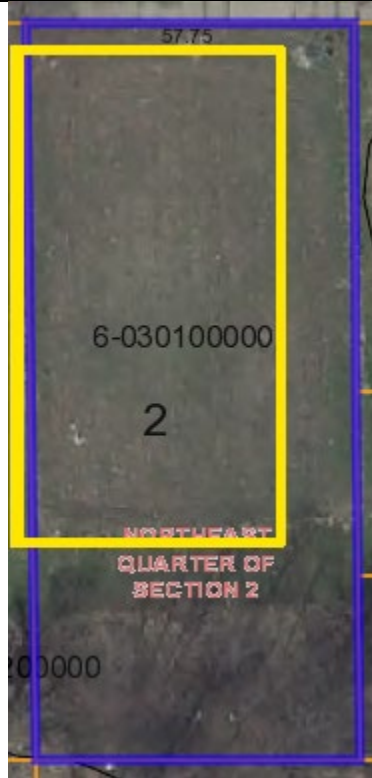 57.75
6-030100000
2
NORTHEAST
QUARTER OF
SECTION 2
200000